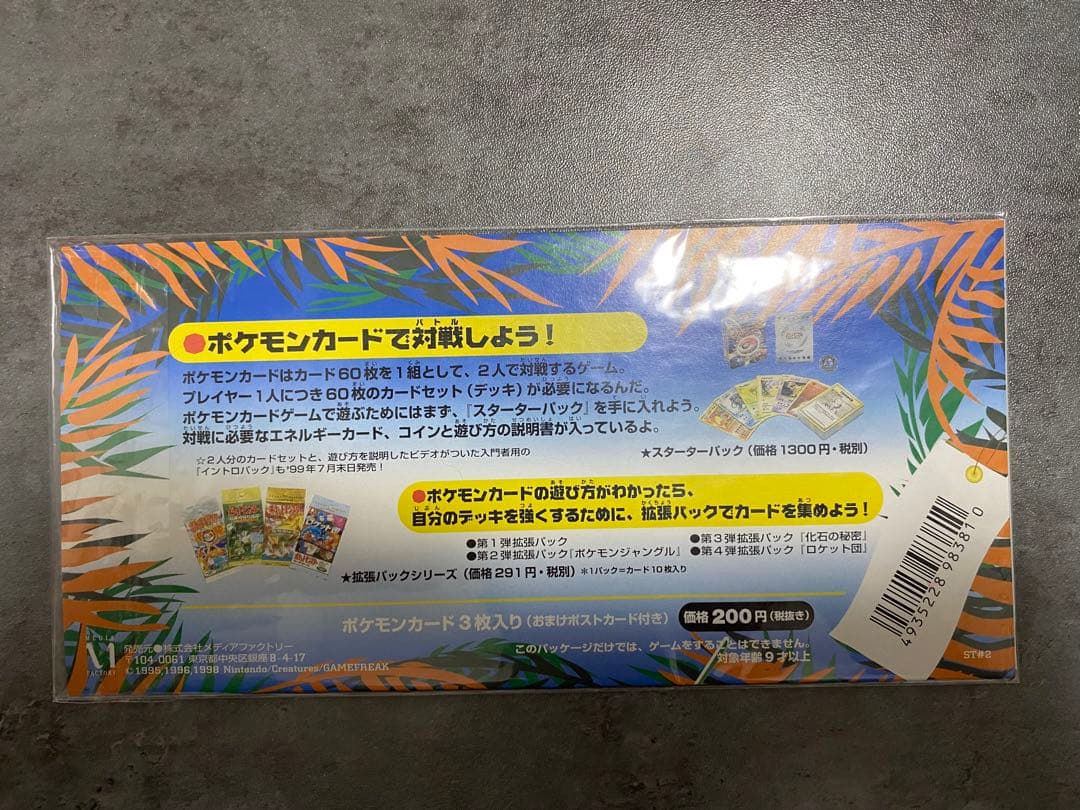 ●ポケモンカードで対戦しよう!
ポケモンカードはカード60枚を1組として、2人で対戦するゲーム。
プレイヤー1人につき60枚のカードセット(デッキ)が必要になるんだ。
ポケモンカードゲームで遊ぶためにはまず、『スターターパック』を手に入れよう。
対戦に必要なエネルギーカード、コインと遊び方の説明書が入っているよ。
☆2人分のカードセットと、遊び方を説明したビデオがついた入門者用の
『イントロパック』も'99年7月末日発売!
★スターターパック(価格1300円・税別)
●ポケモンカードの遊び方がわかったら、
自分のデッキを強くするために、拡張パックでカードを集めよう!
●第1弾拡張パック
●第2弾拡張パック『ポケモンジャングル』
●第3弾拡張パック『化石の秘密』
●第4弾拡張パック『ロケット団』
★拡張パックシリーズ(価格291円・税別)*1パック=カード10枚入り
ポケモンカード3枚入り(おまけポストカード付き)
価格200円(税抜き)
このパッケージだけでは、ゲームをすることはできません。
対象年齢9才以上
MEDIA
FACTORY
発売元●株式会社メディアファクトリー
〒104-0061 東京都中央区銀座8-4-17
©1995,1996,1998 Nintendo/Creatures/GAMEFREAK
4935228983810
ST#2